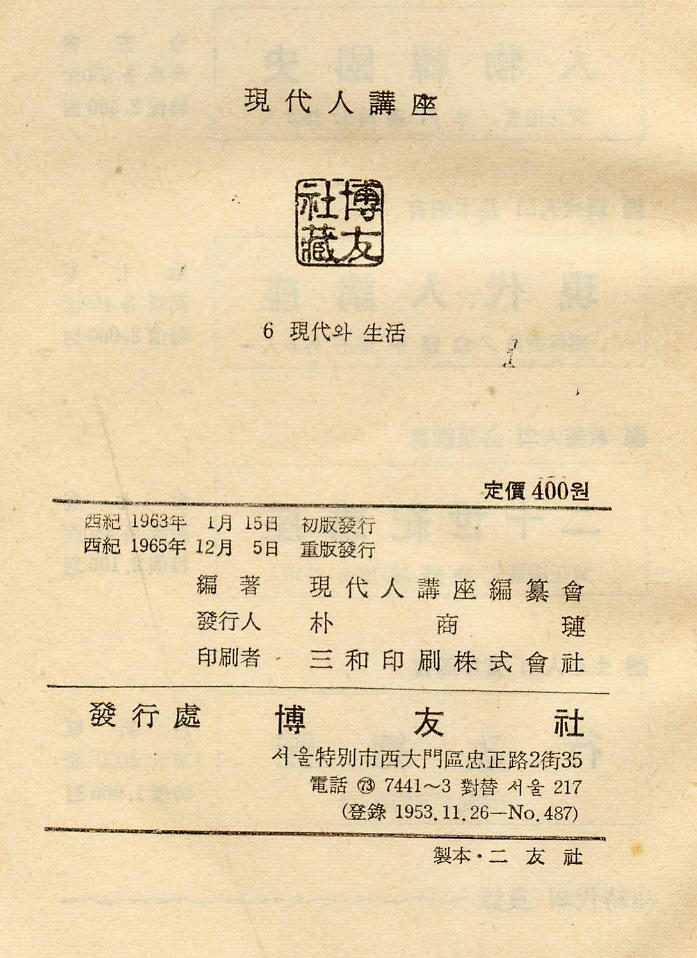 現代人講座
博友
社藏
6 現代와 生活
定價 400원
西紀 1963年 1月 15日 初版發行
西紀 1965年 12月 5日 重版發行
編著 現代人講座編纂會
發行人 朴商璉
印刷者 三和印刷株式會社
發行處 博友社
서울特別市西大門區忠正路2街35
電話 ㊆ 7441~3 對替 서울 217
(登錄 1953.11.26—No.487)
製本・二友社